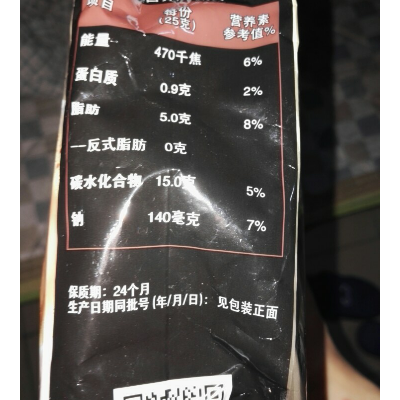 项目 每份 营养素
(25克) 参考值%
能量 470千焦 6%
蛋白质 0.9克 2%
脂肪 5.0克 8%
—反式脂肪 0克
碳水化合物 15.0克 5%
钠 140毫克 7%
保质期：24个月
生产日期同批号(年/月/日)：见包装正面